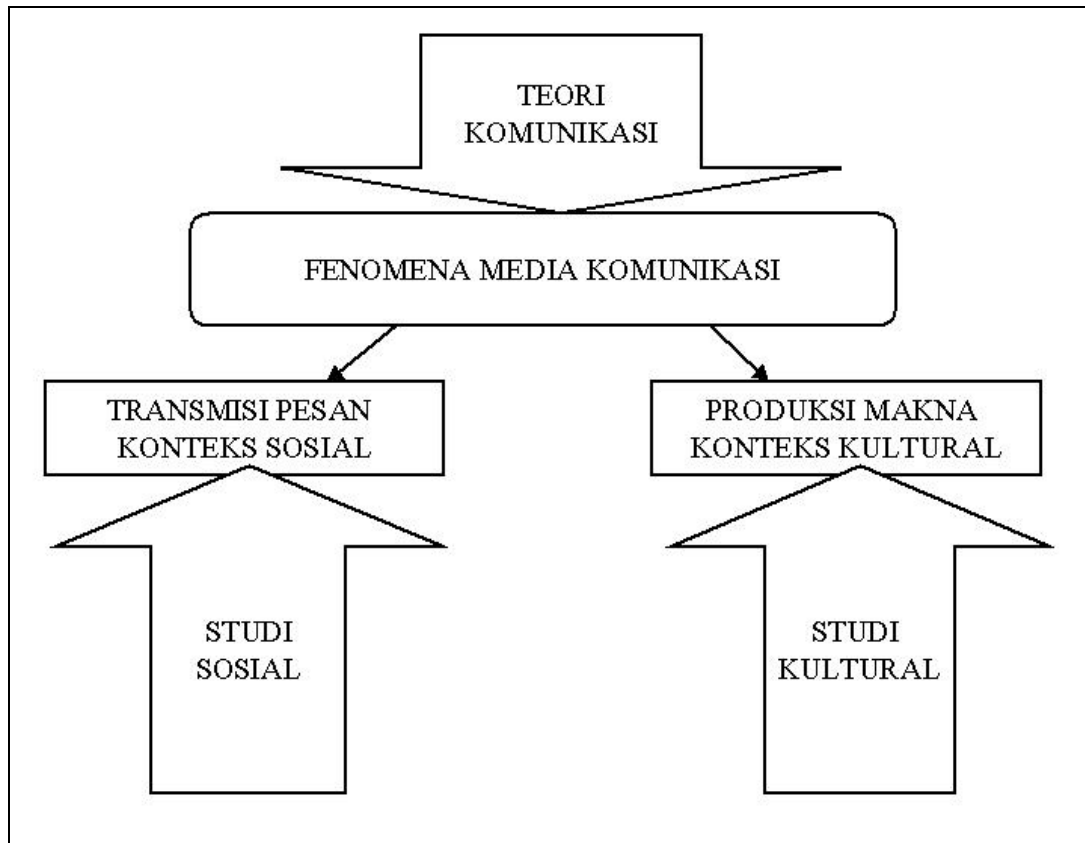 TEORI
KOMUNIKASI
FENOMENA MEDIA KOMUNIKASI
TRANSMISI PESAN
KONTEKS SOSIAL
PRODUKSI MAKNA
KONTEKS KULTURAL
STUDI
SOSIAL
STUDI
KULTURAL